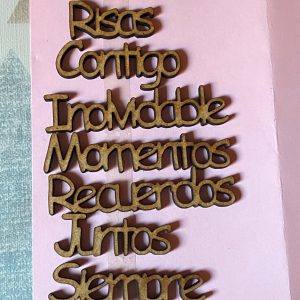 Risas
Contigo
Inolvidable
Momentos
Recuerdos
Juntos
Siempre